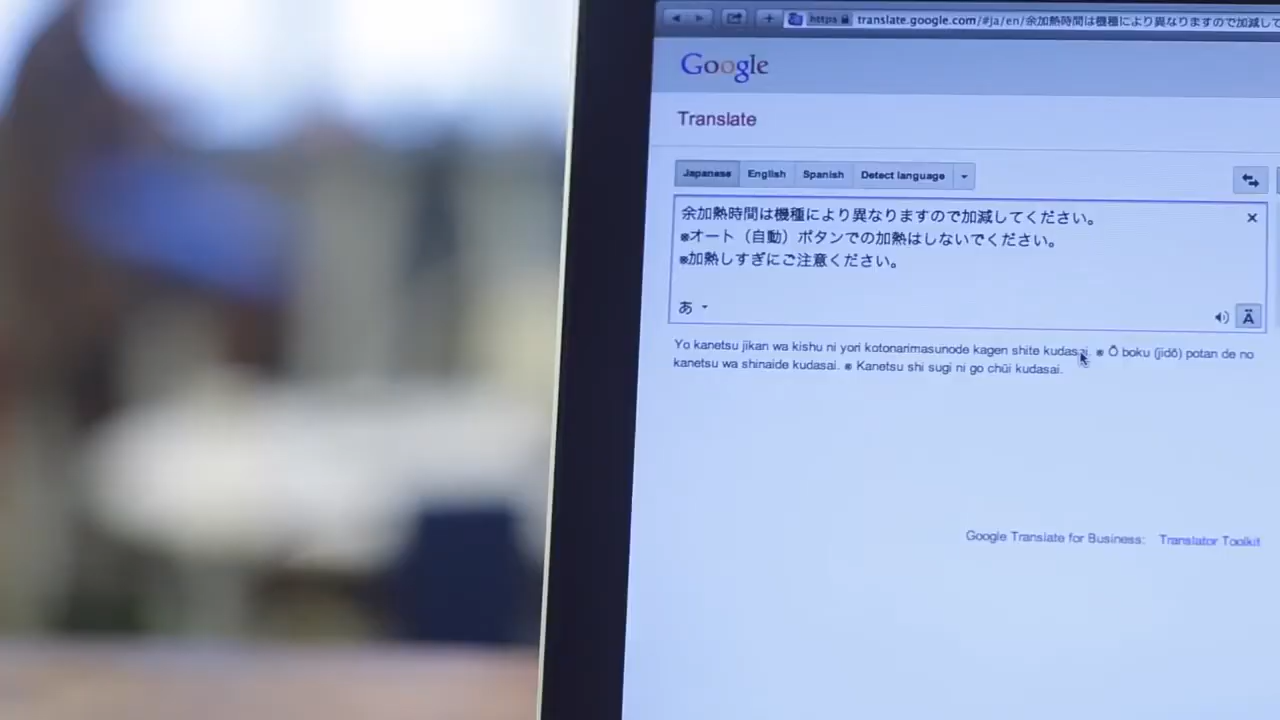 https translate.google.com/#ja/en/余加熱時間は機種により異なりますので加減して
Google
Translate
Japanese English Spanish Detect language
余加熱時間は機種により異なりますので加減してください。
※オート（自動）ボタンでの加熱はしないでください。
※加熱しすぎにご注意ください。
あ
Ä
Yo kanetsu jikan wa kishu ni yori kotonarimasunode kagen shite kudasai. ※ Ō boku (jidō) potan de no
kanetsu wa shinaide kudasai. ※ Kanetsu shi sugi ni go chūi kudasai.
Google Translate for Business: Translator Toolkit